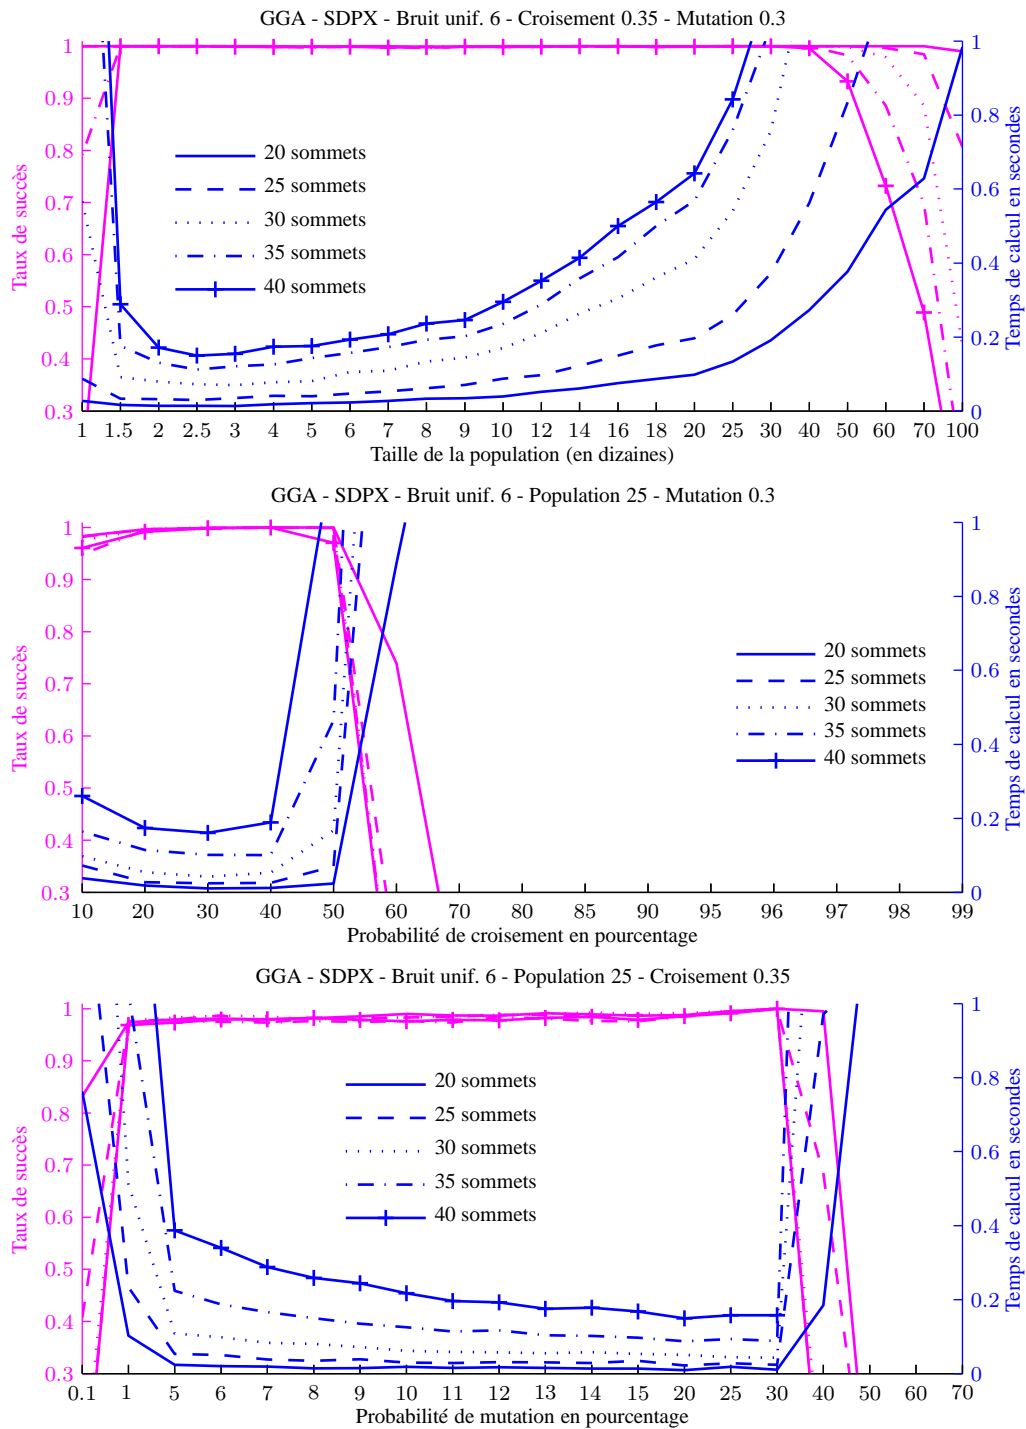 GGA - SDPX - Bruit unif. 6 - Croisement 0.35 - Mutation 0.3
1
0.9
0.8
0.7
0.6
0.5
0.4
0.3
Taux de succès
1
0.8
0.6
0.4
0.2
0
Temps de calcul en secondes
20 sommets
25 sommets
30 sommets
35 sommets
40 sommets
1 1.5 2 2.5 3 4 5 6 7 8 9 10 12 14 16 18 20 25 30 40 50 60 70 100
Taille de la population (en dizaines)
GGA - SDPX - Bruit unif. 6 - Population 25 - Mutation 0.3
1
0.9
0.8
0.7
0.6
0.5
0.4
0.3
Taux de succès
1
0.8
0.6
0.4
0.2
0
Temps de calcul en secondes
20 sommets
25 sommets
30 sommets
35 sommets
40 sommets
10 20 30 40 50 60 70 80 90 95 95 96 97 98 99
Probabilité de croisement en pourcentage
GGA - SDPX - Bruit unif. 6 - Population 25 - Croisement 0.35
1
0.9
0.8
0.7
0.6
0.5
0.4
0.3
Taux de succès
1
0.8
0.6
0.4
0.2
0
Temps de calcul en secondes
20 sommets
25 sommets
30 sommets
35 sommets
40 sommets
0.1 1 5 6 7 8 9 10 11 12 13 14 15 20 25 30 40 50 60 70
Probabilité de mutation en pourcentage